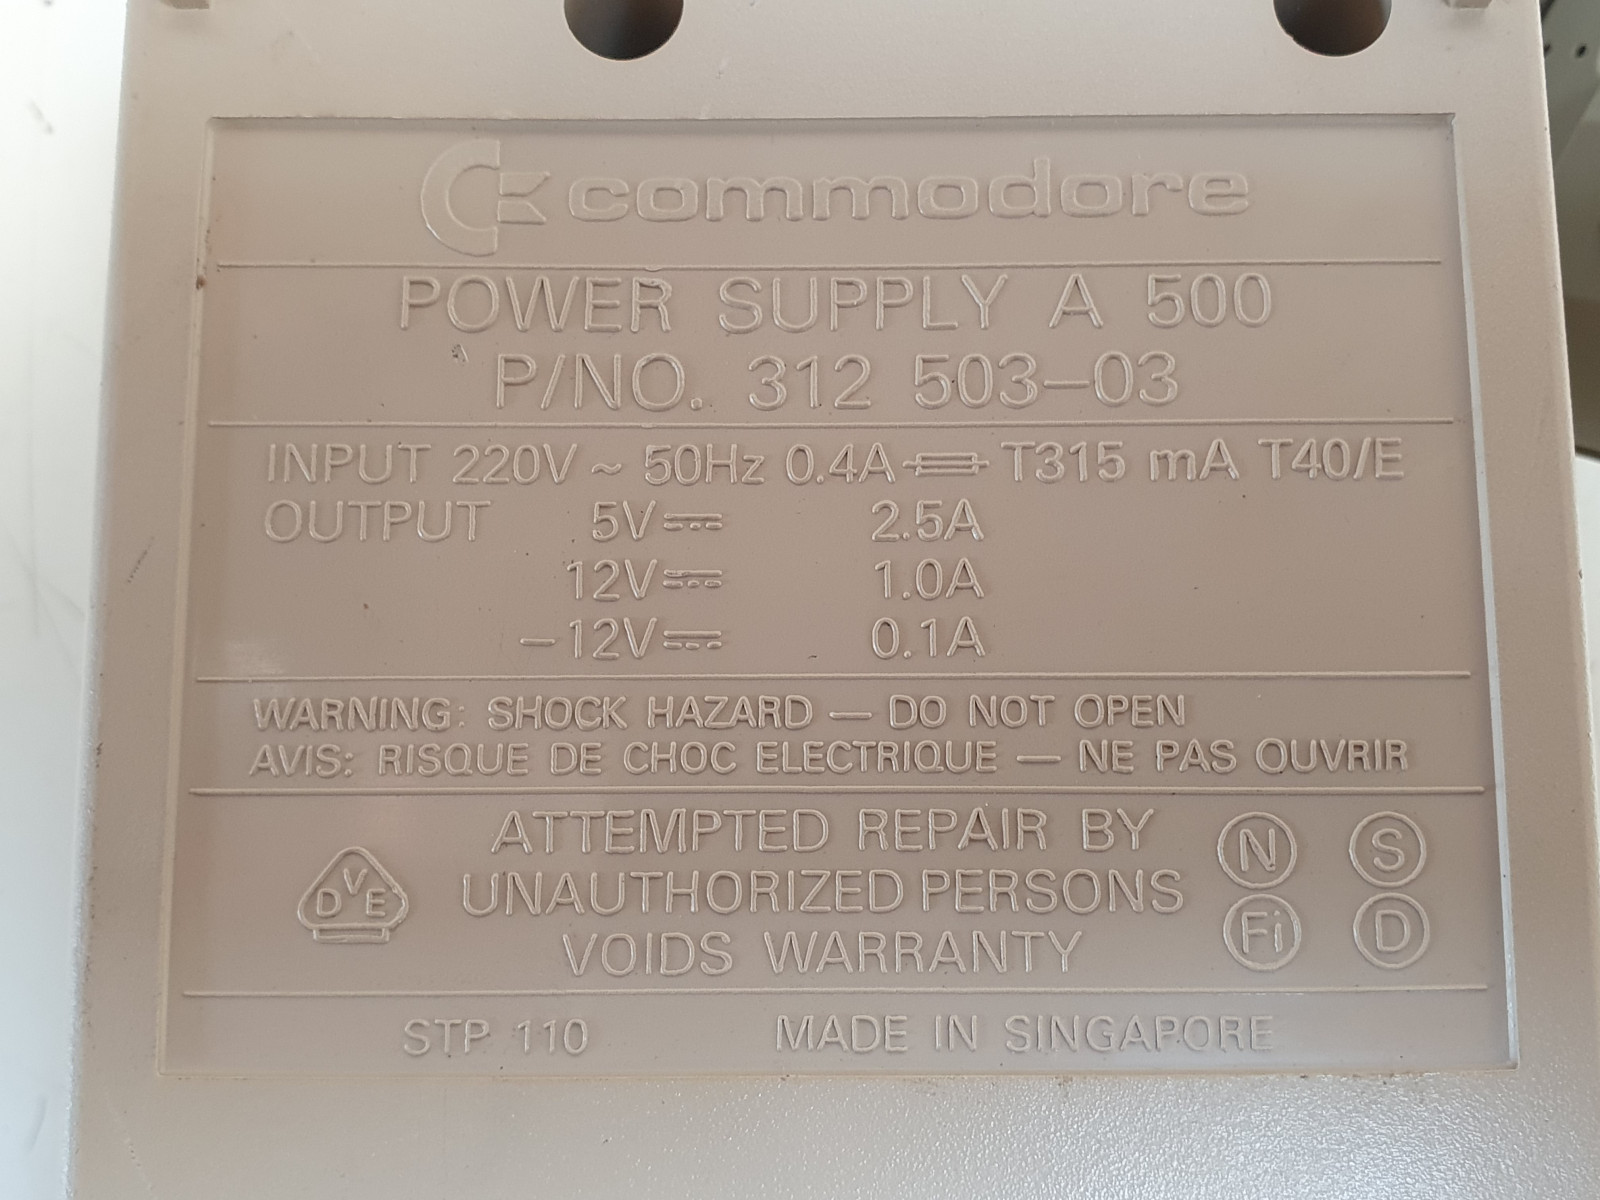 commodore
POWER SUPPLY A 500
P/NO. 312 503-03
INPUT 220V ~ 50Hz 0.4A T315 mA T40/E
OUTPUT 5V 2.5A
12V 1.0A
-12V 0.1A
WARNING: SHOCK HAZARD — DO NOT OPEN
AVIS: RISQUE DE CHOC ELECTRIQUE — NE PAS OUVRIR
ATTEMPTED REPAIR BY
UNAUTHORIZED PERSONS
VOIDS WARRANTY
DVE
N S
Fi D
STP 110 MADE IN SINGAPORE